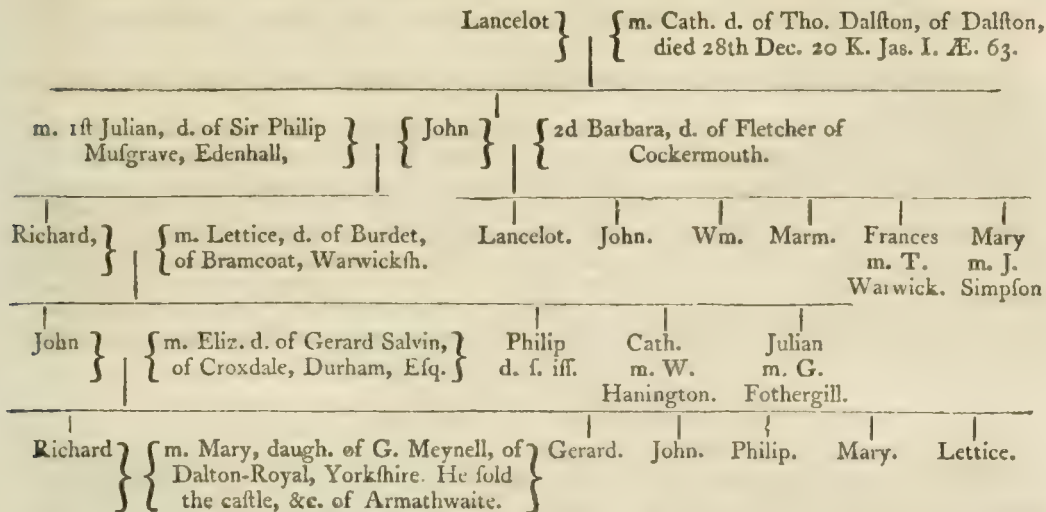 Lancelot } { m. Cath. d. of Tho. Dalſton, of Dalſton,
died 28th Dec. 20 K. Jas. I. Æ. 63.
m. 1ſt Julian, d. of Sir Philip } { John } { 2d Barbara, d. of Fletcher of
Muſgrave, Edenhall, Cockermouth.
Richard, } { m. Lettice, d. of Burdet, Lancelot. John. Wm. Marm. Frances Mary
of Bramcoat, Warwickſh. m. T. m. J.
Warwick. Simpſon
John } { m. Eliz. d. of Gerard Salvin, } Philip Cath. Julian
of Croxdale, Durham, Eſq. d. ſ. iſſ. m. W. m. G.
Hanington. Fothergill.
Richard } { m. Mary, daugh. of G. Meynell, of } Gerard. John. Philip. Mary. Lettice.
Dalton-Royal, Yorkſhire. He ſold
the caſtle, &c. of Armathwaite.